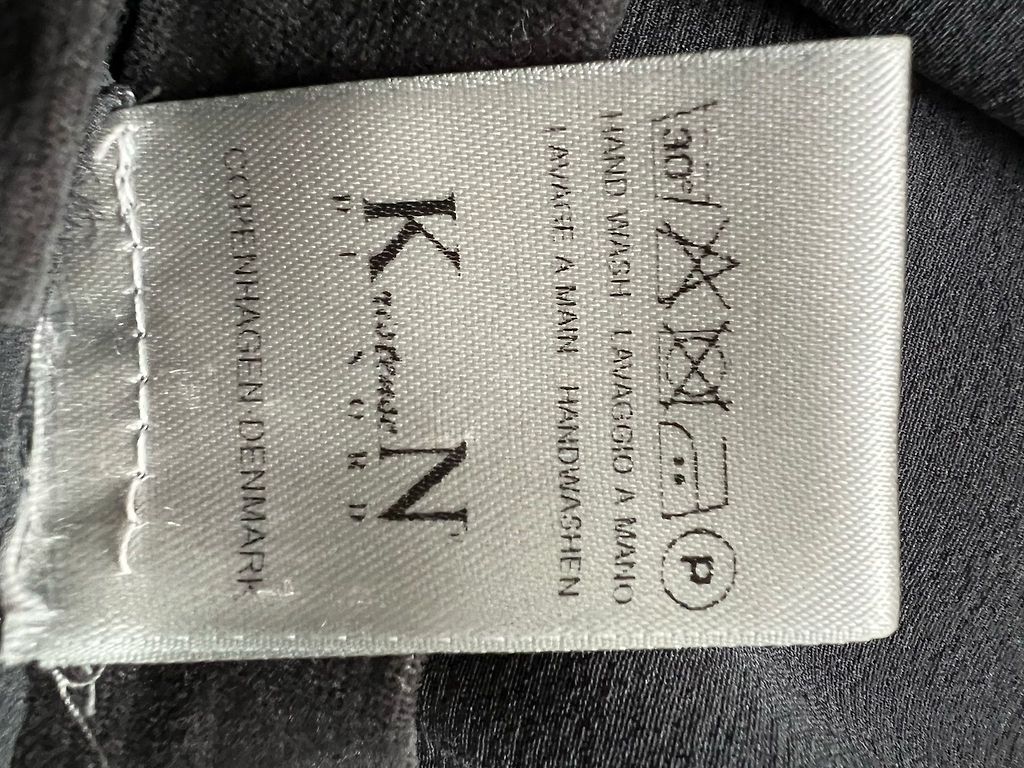 30° P
HAND WASH LAVAGGIO A MANO
LAVAGE A MAIN HANDWASHEN
K N
COPENHAGEN DENMARK